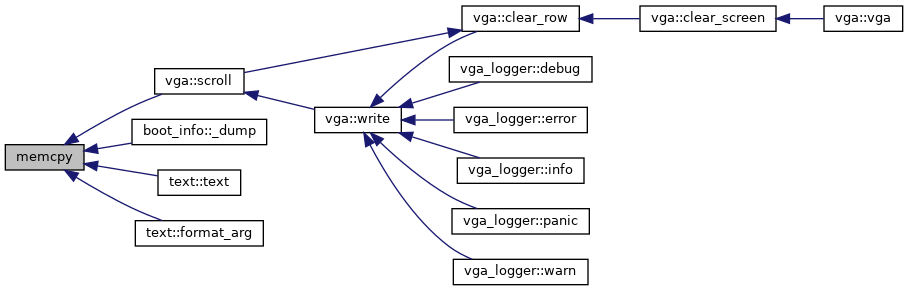 vga::clear_row
vga::clear_screen
vga::vga
vga_logger::debug
vga::scroll
vga::write
vga_logger::error
boot_info::_dump
memcpy
vga_logger::info
text::text
vga_logger::panic
text::format_arg
vga_logger::warn